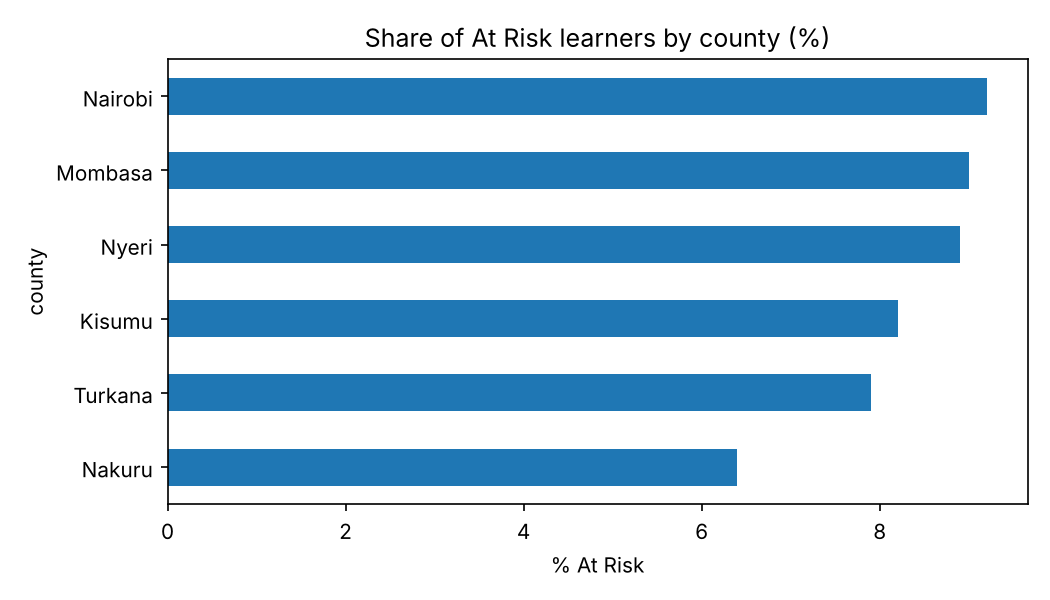 Share of At Risk learners by county (%)
county
Nairobi
Mombasa
Nyeri
Kisumu
Turkana
Nakuru
0 2 4 6 8
% At Risk